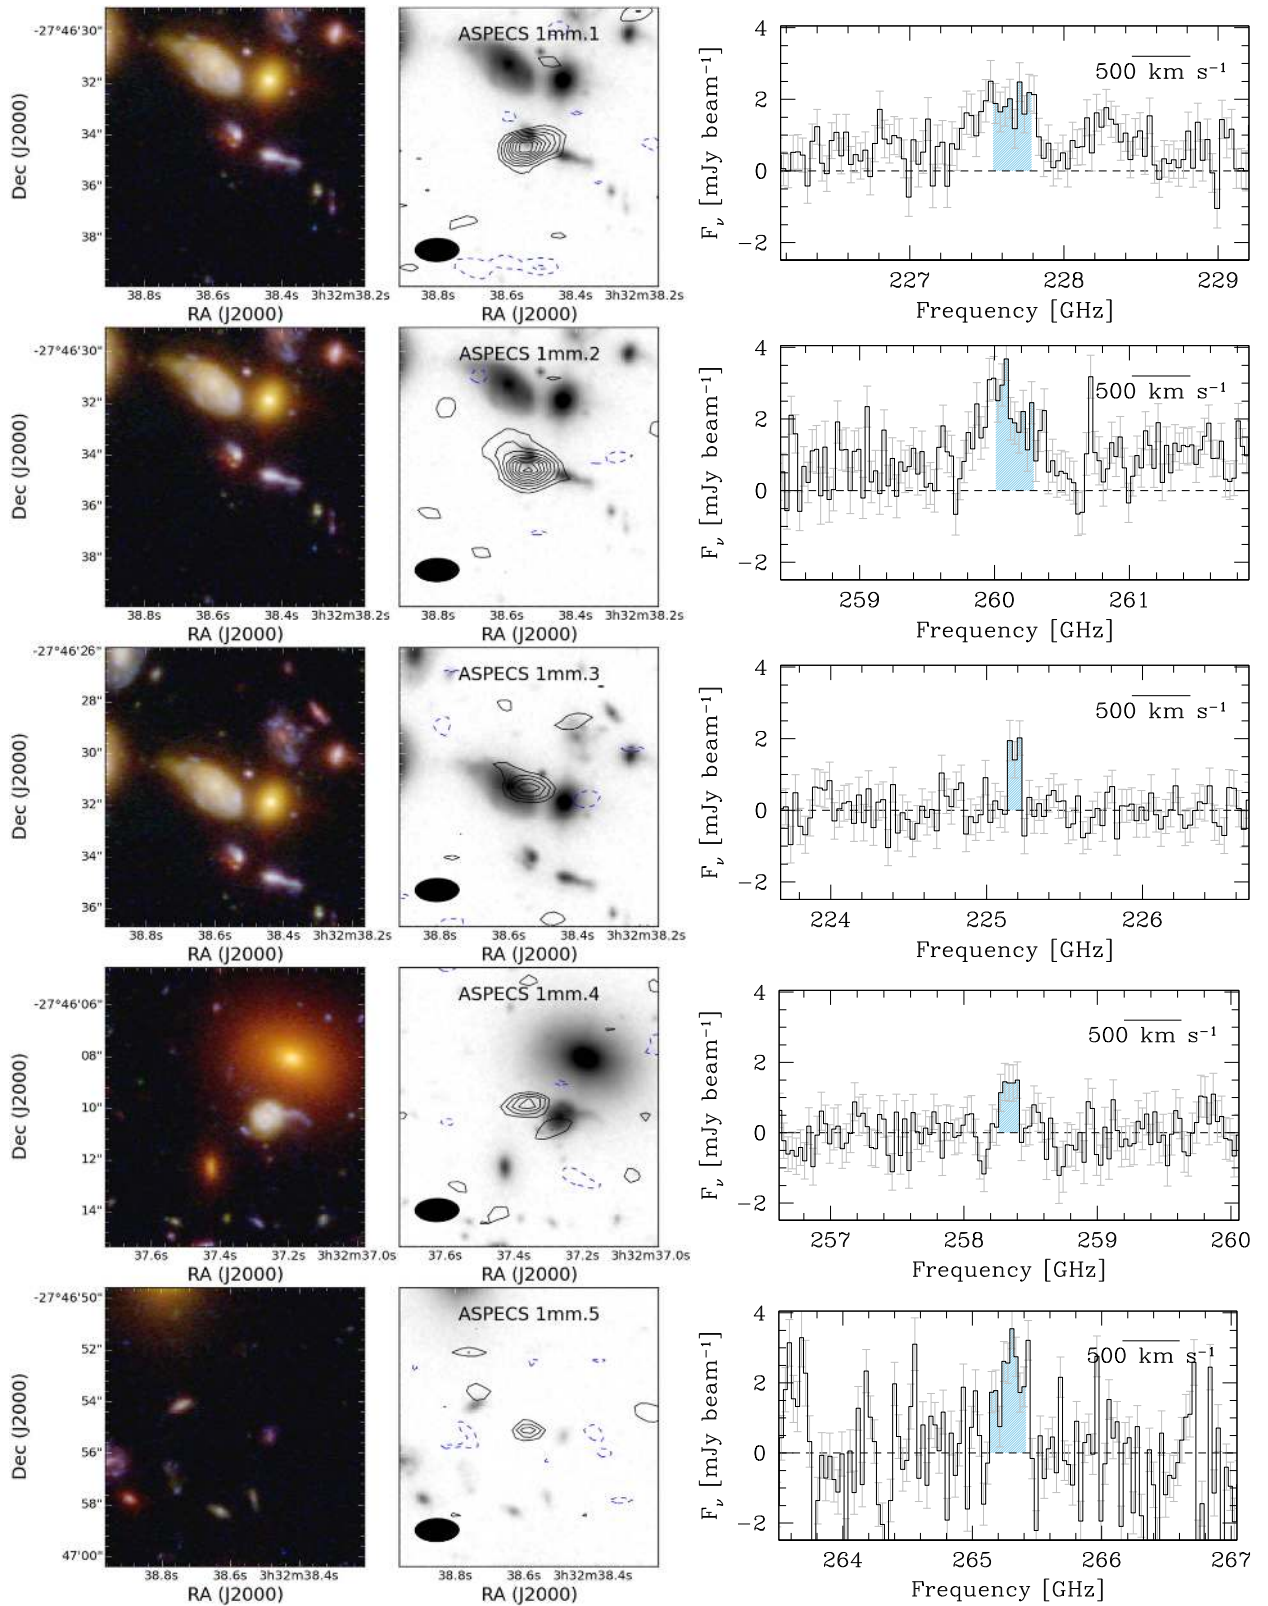 -27°46'30"
32"
34"
36"
38"
Dec (J2000)
38.8s 38.6s 38.4s 3h32m38.2s
RA (J2000)
ASPECS 1mm.1
38.8s 38.6s 38.4s 3h32m38.2s
RA (J2000)
4
2
0
−2
Fν [mJy beam⁻¹]
500 km s⁻¹
227 228 229
Frequency [GHz]
-27°46'30"
32"
34"
36"
38"
Dec (J2000)
38.8s 38.6s 38.4s 3h32m38.2s
RA (J2000)
ASPECS 1mm.2
38.8s 38.6s 38.4s 3h32m38.2s
RA (J2000)
4
2
0
−2
Fν [mJy beam⁻¹]
500 km s⁻¹
259 260 261
Frequency [GHz]
-27°46'26"
28"
30"
32"
34"
36"
Dec (J2000)
38.8s 38.6s 38.4s 3h32m38.2s
RA (J2000)
ASPECS 1mm.3
38.8s 38.6s 38.4s 3h32m38.2s
RA (J2000)
4
2
0
−2
Fν [mJy beam⁻¹]
500 km s⁻¹
224 225 226
Frequency [GHz]
-27°46'06"
08"
10"
12"
14"
Dec (J2000)
37.6s 37.4s 37.2s 3h32m37.0s
RA (J2000)
ASPECS 1mm.4
37.6s 37.4s 37.2s 3h32m37.0s
RA (J2000)
4
2
0
−2
Fν [mJy beam⁻¹]
500 km s⁻¹
257 258 259 260
Frequency [GHz]
-27°46'50"
52"
54"
56"
58"
47'00"
Dec (J2000)
38.8s 38.6s 3h32m38.4s
RA (J2000)
ASPECS 1mm.5
38.8s 38.6s 3h32m38.4s
RA (J2000)
4
2
0
−2
Fν [mJy beam⁻¹]
500 km s⁻¹
264 265 266 267
Frequency [GHz]